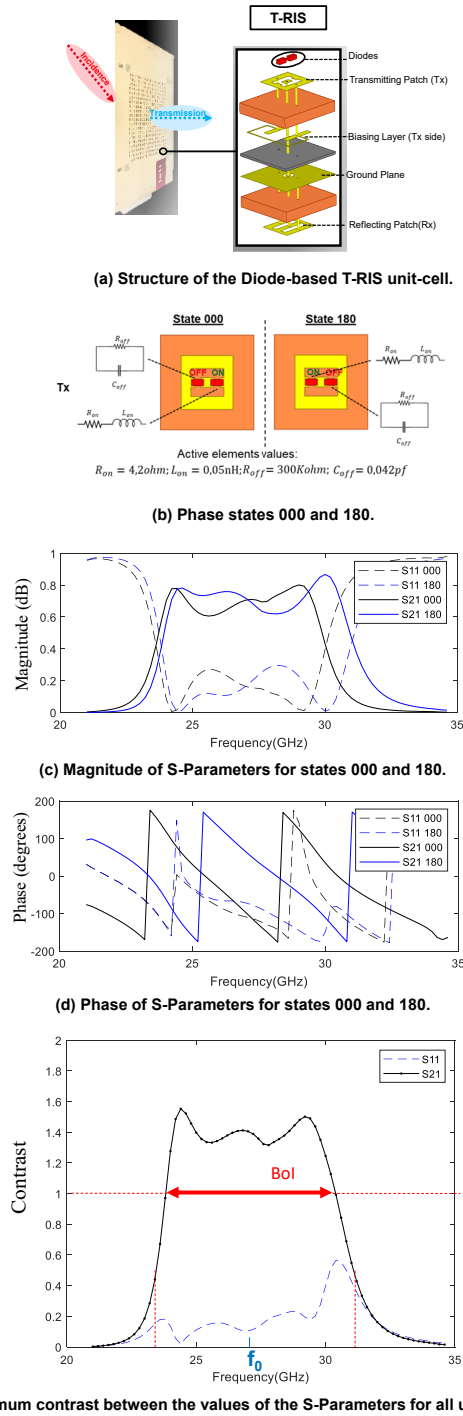 T-RIS
Incidence
Transmission
Diodes
Transmitting Patch (Tx)
Biasing Layer (Tx side)
Ground Plane
Reflecting Patch(Rx)
(a) Structure of the Diode-based T-RIS unit-cell.
State 000
State 180
R_off
C_off
OFF ON
ON OFF
R_on L_on
Tx
R_on L_on
R_off
C_off
Active elements values:
R_on = 4,2ohm; L_on = 0,05nH; R_off = 300Kohm; C_off = 0,042pf
(b) Phase states 000 and 180.
Magnitude (dB)
1
0.8
0.6
0.4
0.2
0
S11 000
S11 180
S21 000
S21 180
20 25 30 35
Frequency(GHz)
(c) Magnitude of S-Parameters for states 000 and 180.
Phase (degrees)
200
100
0
-100
-200
S11 000
S11 180
S21 000
S21 180
20 25 30 35
Frequency(GHz)
(d) Phase of S-Parameters for states 000 and 180.
Contrast
2
1.8
1.6
1.4
1.2
1
0.8
0.6
0.4
0.2
0
S11
S21
BoI
20 25 30 35
f₀
Frequency(GHz)
mum contrast between the values of the S-Parameters for all u